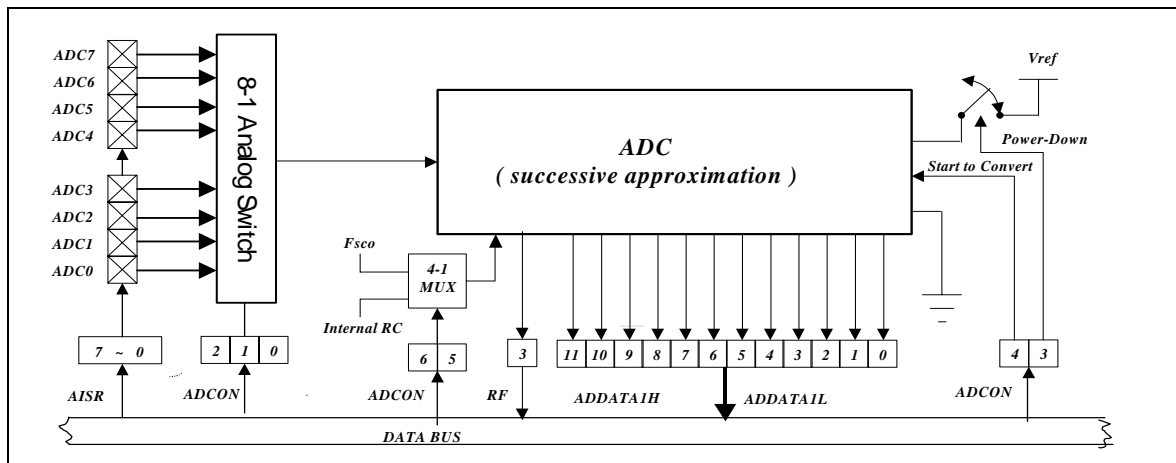 ADC7
ADC6
ADC5
ADC4
ADC3
ADC2
ADC1
ADC0
8-1 Analog Switch
ADC
( successive approximation )
Vref
Power-Down
Start to Convert
Fsco
4-1
MUX
Internal RC
7 ~ 0
2 1 0
6 5
3
11 10 9 8 7 6 5 4 3 2 1 0
4 3
AISR
ADCON
ADCON
RF
ADDATA1H
ADDATA1L
ADCON
DATA BUS